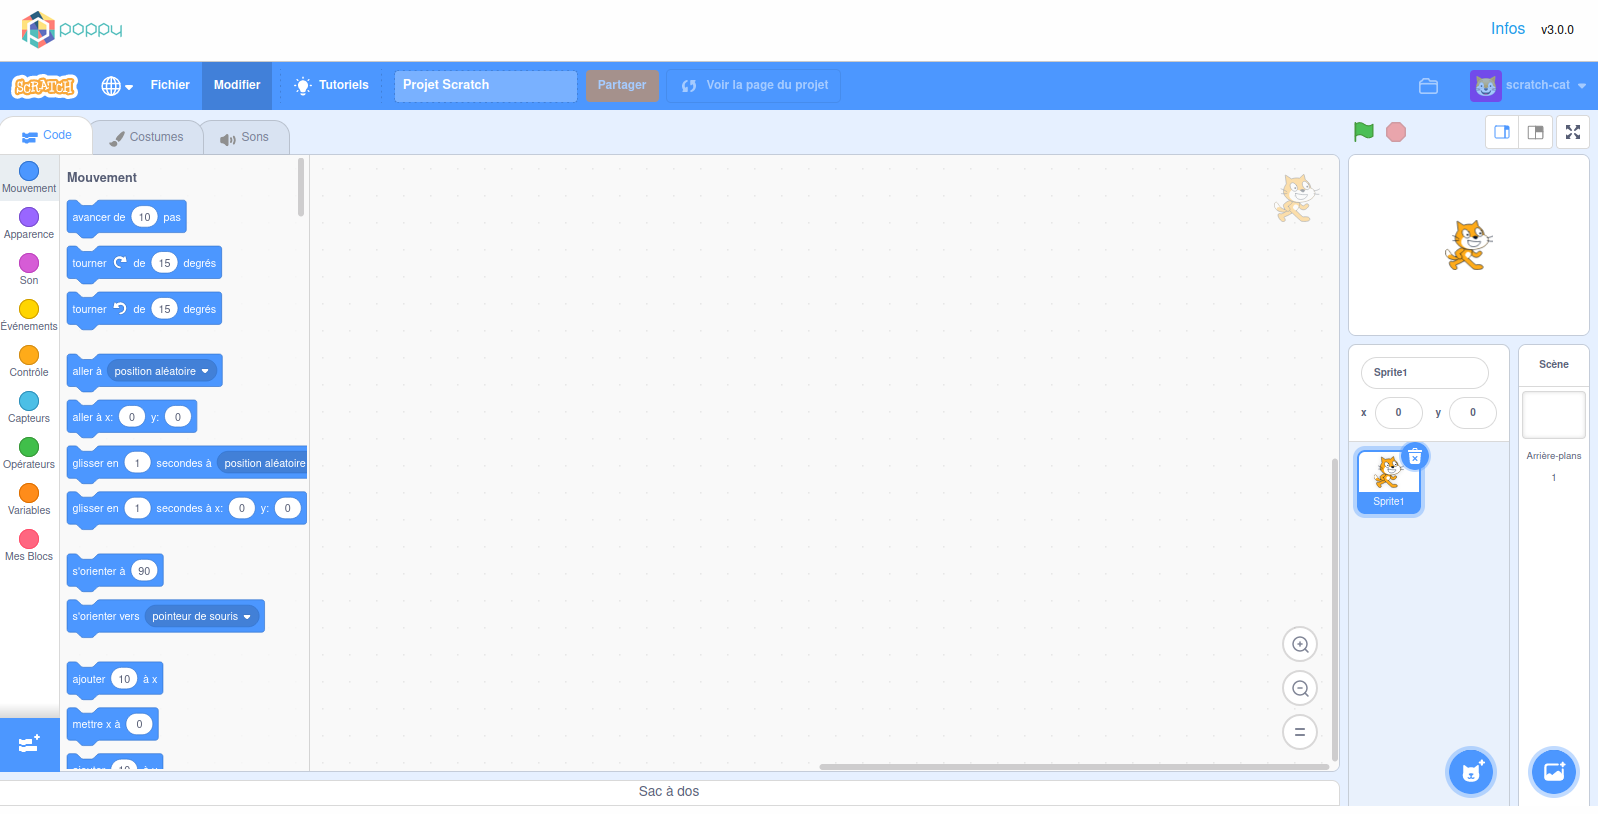 poppy
Infos v3.0.0
SCRATCH Fichier Modifier Tutoriels Projet Scratch Partager Voir la page du projet scratch-cat
Code Costumes Sons
Mouvement
Apparence
Son
Événements
Contrôle
Capteurs
Opérateurs
Variables
Mes Blocs
Mouvement
avancer de 10 pas
tourner de 15 degrés
tourner de 15 degrés
aller à position aléatoire
aller à x: 0 y: 0
glisser en 1 secondes à position aléatoire
glisser en 1 secondes à x: 0 y: 0
s'orienter à 90
s'orienter vers pointeur de souris
ajouter 10 à x
mettre x à 0
ajouter 10 à y
Sprite1
x 0 y 0
Sprite1
Scène
Arrière-plans
1
Sac à dos